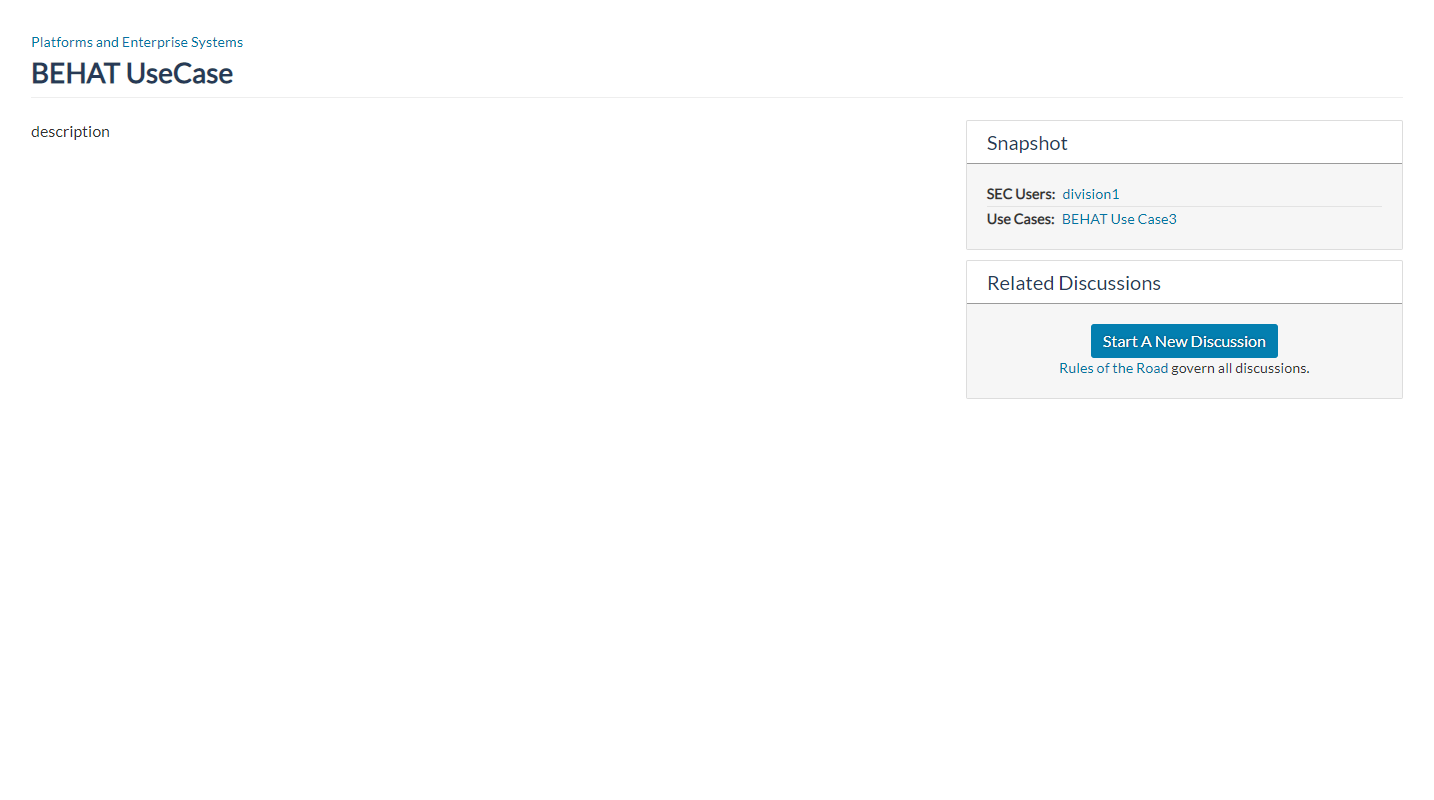 Platforms and Enterprise Systems
BEHAT UseCase
description
Snapshot
SEC Users: division1
Use Cases: BEHAT Use Case3
Related Discussions
Start A New Discussion
Rules of the Road govern all discussions.